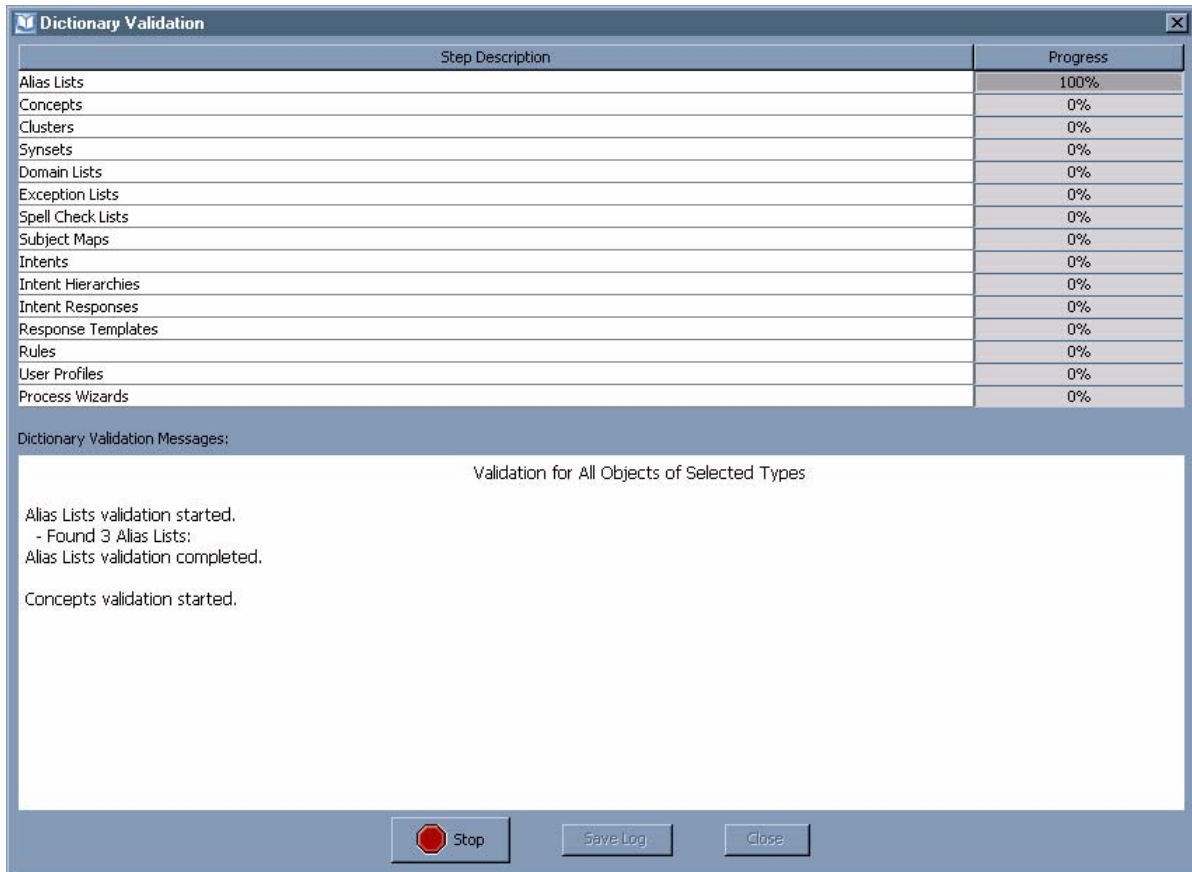 Dictionary Validation
Step Description Progress
Alias Lists 100%
Concepts 0%
Clusters 0%
Synsets 0%
Domain Lists 0%
Exception Lists 0%
Spell Check Lists 0%
Subject Maps 0%
Intents 0%
Intent Hierarchies 0%
Intent Responses 0%
Response Templates 0%
Rules 0%
User Profiles 0%
Process Wizards 0%
Dictionary Validation Messages:
Validation for All Objects of Selected Types
Alias Lists validation started.
- Found 3 Alias Lists:
Alias Lists validation completed.
Concepts validation started.
Stop Save Log Close